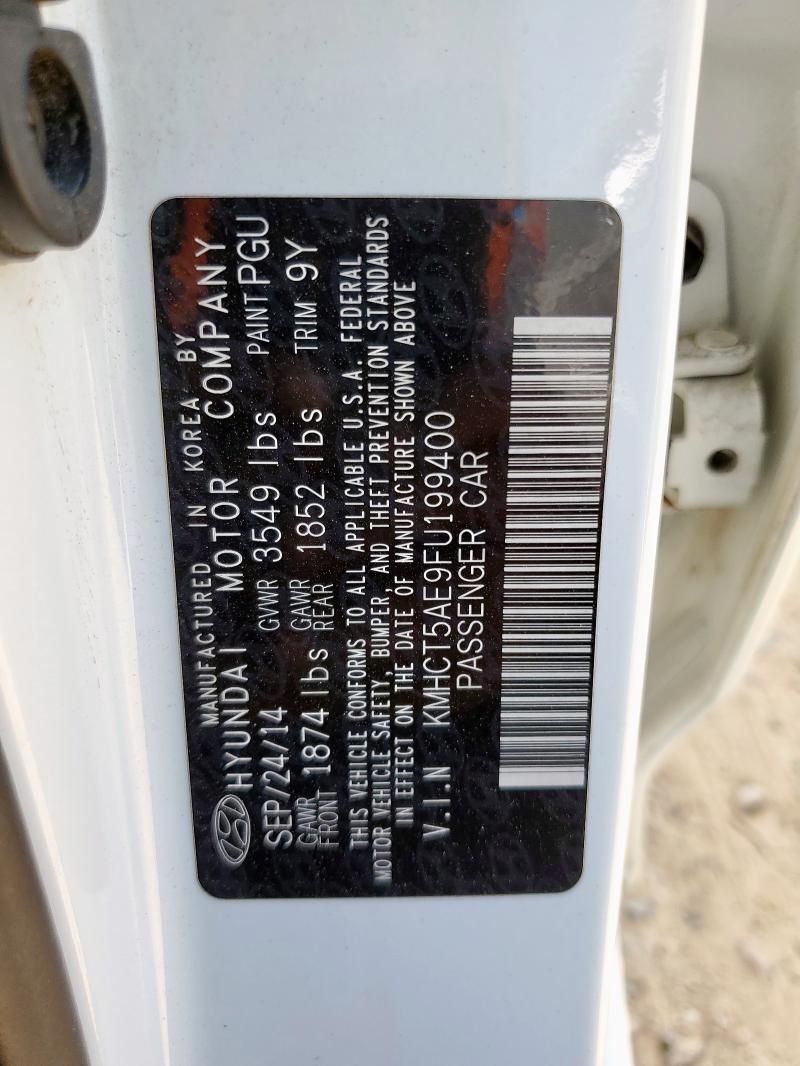 MANUFACTURED IN KOREA BY
HYUNDAI MOTOR COMPANY
SEP/24/14 GVWR 3549 lbs PAINT PGU
GAWR FRONT 1874 lbs GAWR REAR 1852 lbs TRIM 9Y
THIS VEHICLE CONFORMS TO ALL APPLICABLE U.S.A. FEDERAL
MOTOR VEHICLE SAFETY, BUMPER, AND THEFT PREVENTION STANDARDS
IN EFFECT ON THE DATE OF MANUFACTURE SHOWN ABOVE
V.I.N KMHCT5AE9FU199400
PASSENGER CAR